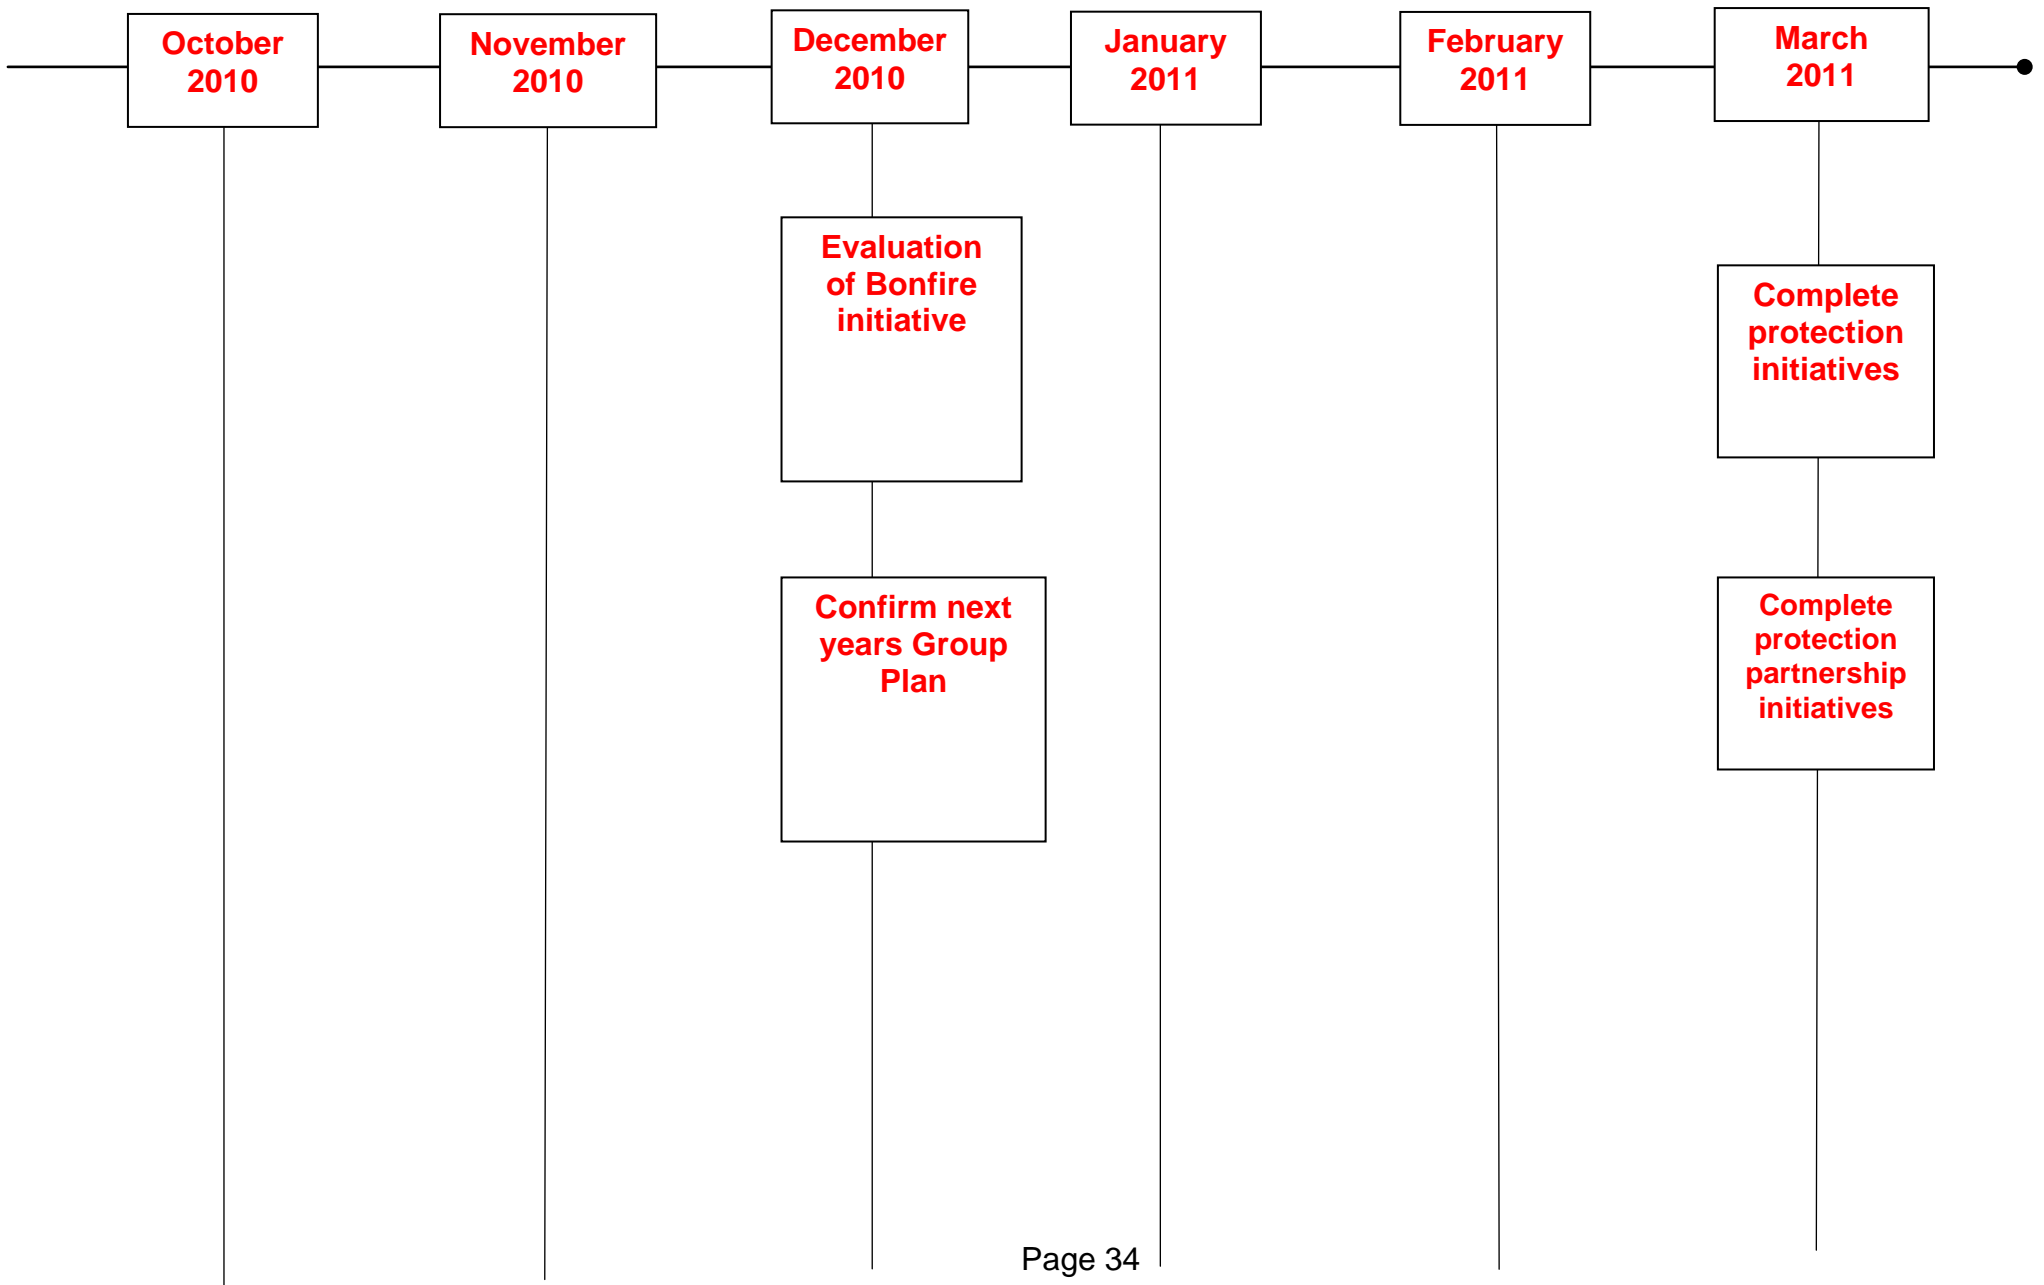 October
2010
November
2010
December
2010
January
2011
February
2011
March
2011
Evaluation
of Bonfire
initiative
Confirm next
years Group
Plan
Complete
protection
initiatives
Complete
protection
partnership
initiatives
Page 34